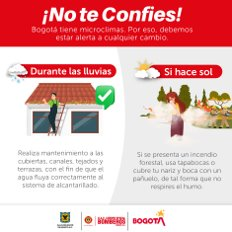 ¡No te Confies!
Bogotá tiene microclimas. Por eso, debemos
estar alerta a cualquier cambio.
Durante las lluvias
Si hace sol
Realiza mantenimiento a las
cubiertas, canales, tejados y
terrazas, con el fin de que el
agua fluya correctamente al
sistema de alcantarillado.
Si se presenta un incendio
forestal, usa tapabocas o
cubre tu nariz y boca con un
pañuelo, de tal forma que no
respires el humo.
BOMBEROS
BOGOTÁ